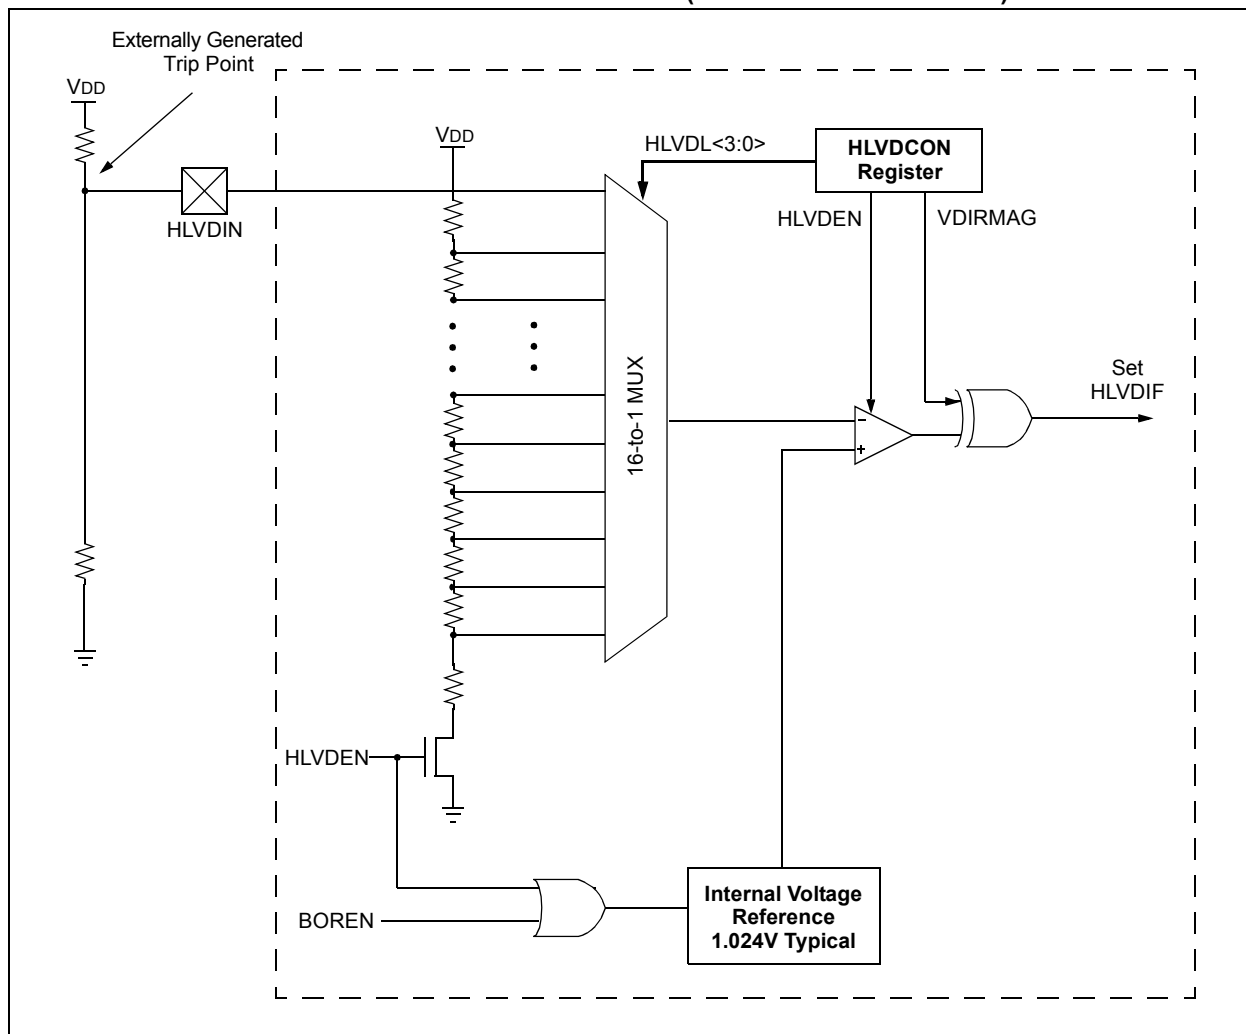 Externally Generated
Trip Point
VDD
VDD
HLVDIN
HLVDL<3:0>
HLVDCON
Register
HLVDEN
VDIRMAG
16-to-1 MUX
–
+
Set
HLVDIF
HLVDEN
BOREN
Internal Voltage
Reference
1.024V Typical